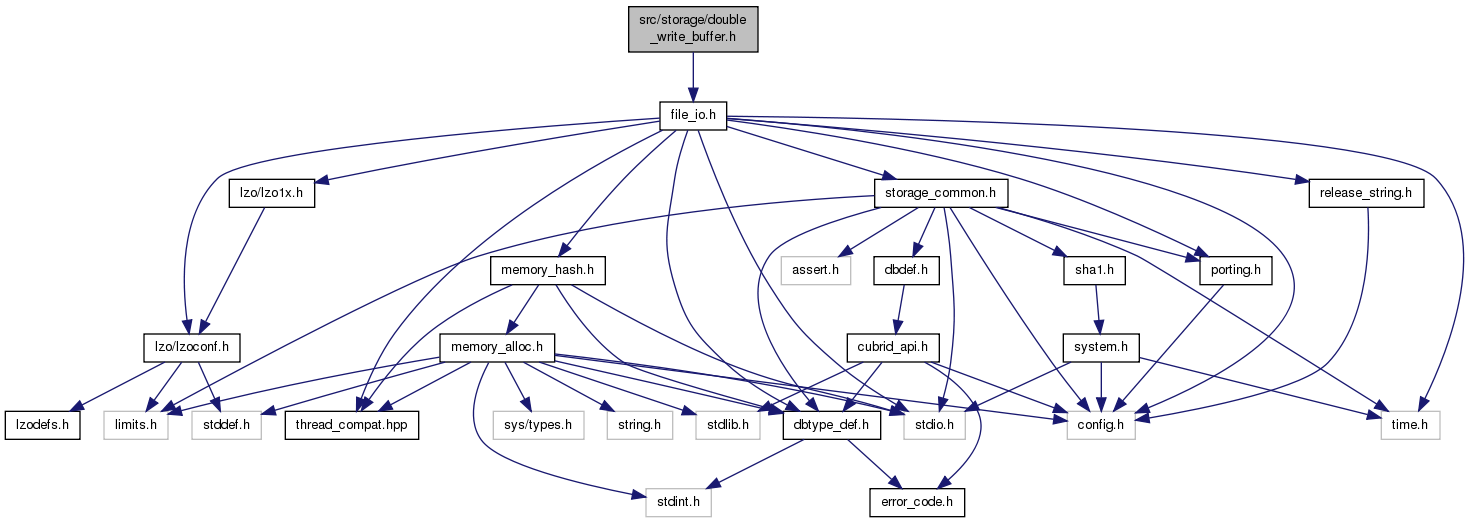 src/storage/double
_write_buffer.h
file_io.h
lzo/lzo1x.h
storage_common.h
release_string.h
memory_hash.h
assert.h
dbdef.h
sha1.h
porting.h
lzo/lzoconf.h
memory_alloc.h
cubrid_api.h
system.h
lzodefs.h
limits.h
stddef.h
thread_compat.hpp
sys/types.h
string.h
stdlib.h
dbtype_def.h
stdio.h
config.h
time.h
stdint.h
error_code.h